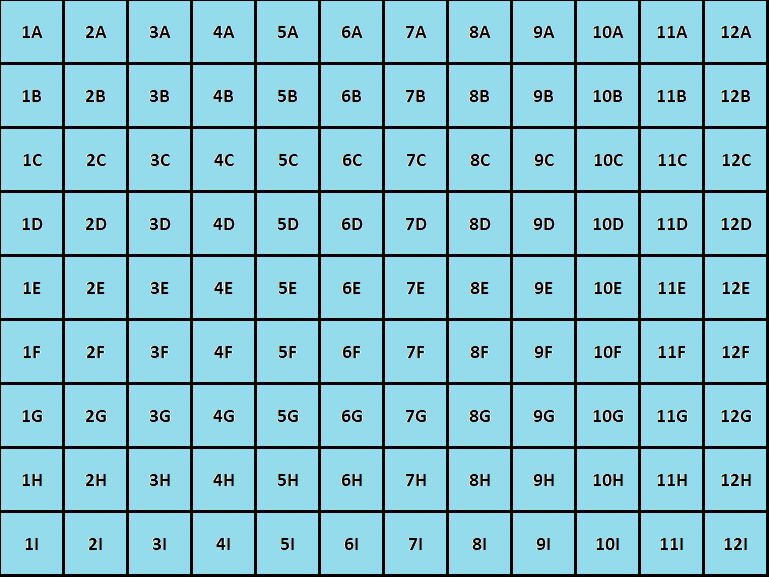 1A 2A 3A 4A 5A 6A 7A 8A 9A 10A 11A 12A
1B 2B 3B 4B 5B 6B 7B 8B 9B 10B 11B 12B
1C 2C 3C 4C 5C 6C 7C 8C 9C 10C 11C 12C
1D 2D 3D 4D 5D 6D 7D 8D 9D 10D 11D 12D
1E 2E 3E 4E 5E 6E 7E 8E 9E 10E 11E 12E
1F 2F 3F 4F 5F 6F 7F 8F 9F 10F 11F 12F
1G 2G 3G 4G 5G 6G 7G 8G 9G 10G 11G 12G
1H 2H 3H 4H 5H 6H 7H 8H 9H 10H 11H 12H
1I 2I 3I 4I 5I 6I 7I 8I 9I 10I 11I 12I